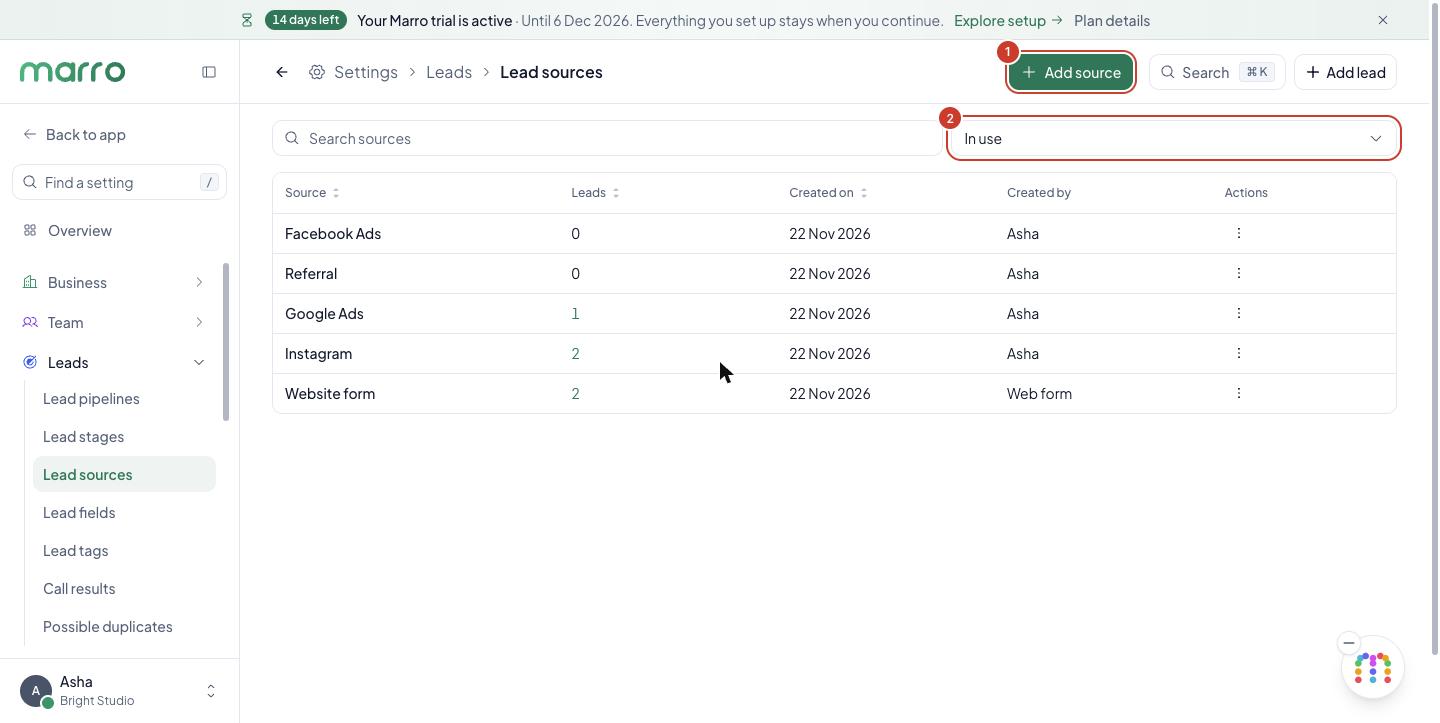 14 days left Your Marro trial is active · Until 6 Dec 2026. Everything you set up stays when you continue. Explore setup → Plan details
marro
Settings > Leads > Lead sources
1
+ Add source
Search ⌘ K
+ Add lead
Back to app
Find a setting /
Overview
Business
Team
Leads
Lead pipelines
Lead stages
Lead sources
Lead fields
Lead tags
Call results
Possible duplicates
A
Asha
Bright Studio
Search sources
2
In use
Source Leads Created on Created by Actions
Facebook Ads 0 22 Nov 2026 Asha
Referral 0 22 Nov 2026 Asha
Google Ads 1 22 Nov 2026 Asha
Instagram 2 22 Nov 2026 Asha
Website form 2 22 Nov 2026 Web form